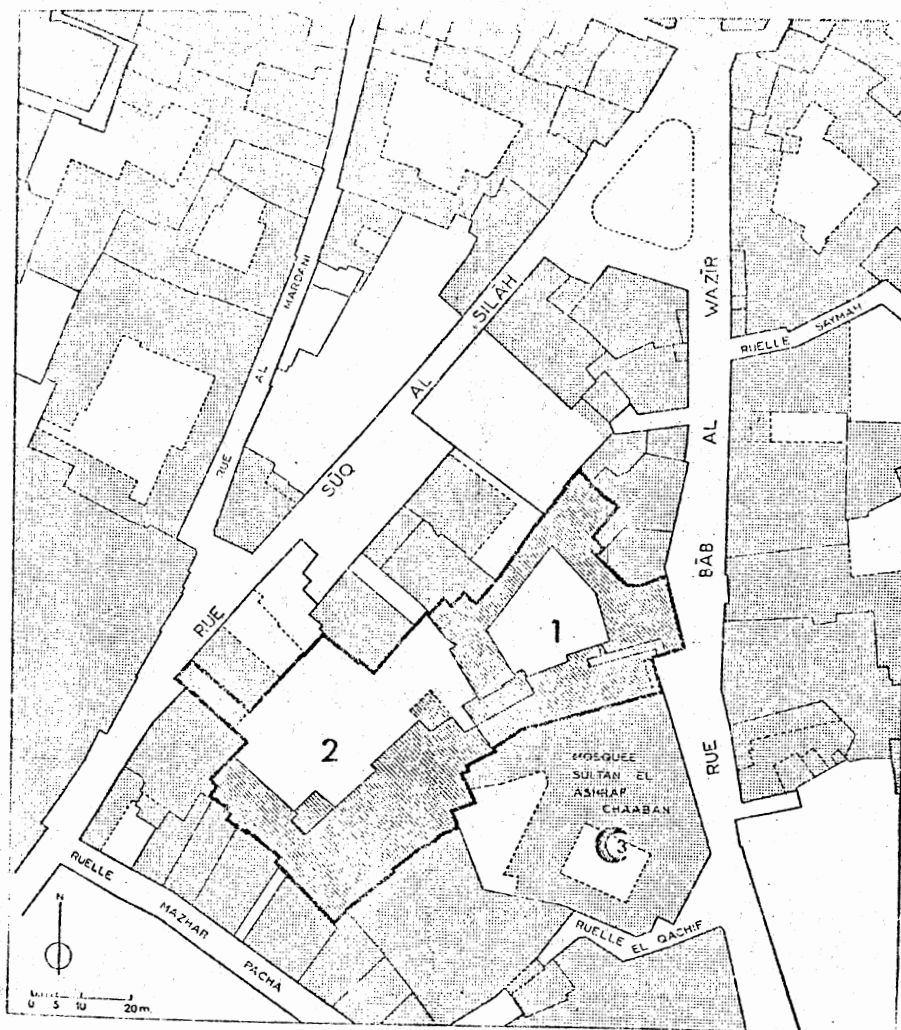 RUE AL MARDANI
RUE SŪQ AL SILAH
RUE BĀB AL WAZĪR
RUELLE SAYMAH
1
2
MOSQUEE
SULTAN EL
ASHRAF
CHAABAN
3
RUELLE EL QACHIF
RUELLE MAZHAR PACHA
N
0 5 10 20m.